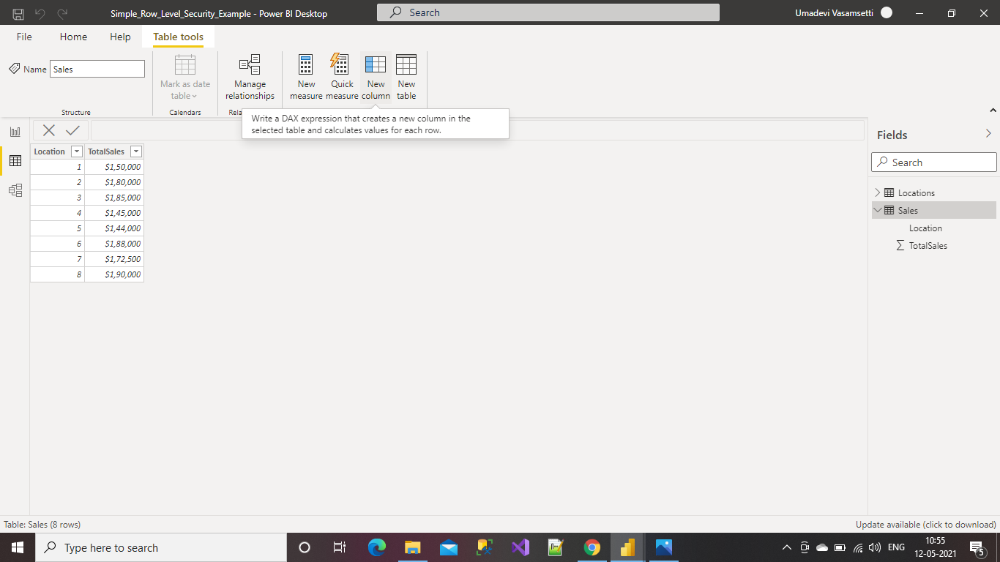 Simple_Row_Level_Security_Example - Power BI Desktop
Search
Umadevi Vasamsetti
File Home Help Table tools
Name Sales
Mark as date table
Manage relationships
New measure
Quick measure
New column
New table
Structure
Calendars
Rela
Write a DAX expression that creates a new column in the
selected table and calculates values for each row.
Location TotalSales
1 $1,50,000
2 $1,80,000
3 $1,85,000
4 $1,45,000
5 $1,44,000
6 $1,88,000
7 $1,72,500
8 $1,90,000
Fields
Search
Locations
Sales
Location
TotalSales
Table: Sales (8 rows)
Update available (click to download)
Type here to search
ENG
10:55
12-05-2021
5